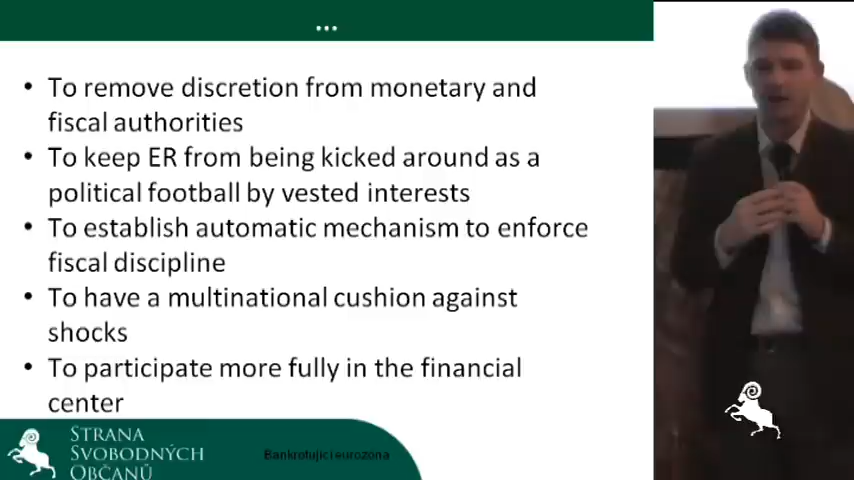 ...
• To remove discretion from monetary and
fiscal authorities
• To keep ER from being kicked around as a
political football by vested interests
• To establish automatic mechanism to enforce
fiscal discipline
• To have a multinational cushion against
shocks
• To participate more fully in the financial
center
STRANA
SVOBODNÝCH
OBČANŮ
Bankrotující eurozona